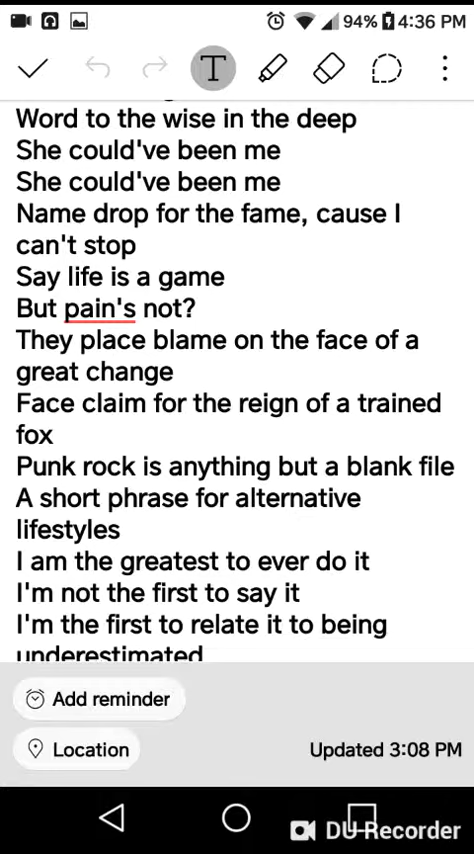 94% 4:36 PM
T
Word to the wise in the deep
She could've been me
She could've been me
Name drop for the fame, cause I
can't stop
Say life is a game
But pain's not?
They place blame on the face of a
great change
Face claim for the reign of a trained
fox
Punk rock is anything but a blank file
A short phrase for alternative
lifestyles
I am the greatest to ever do it
I'm not the first to say it
I'm the first to relate it to being
underestimated
Add reminder
Location
Updated 3:08 PM
DU Recorder